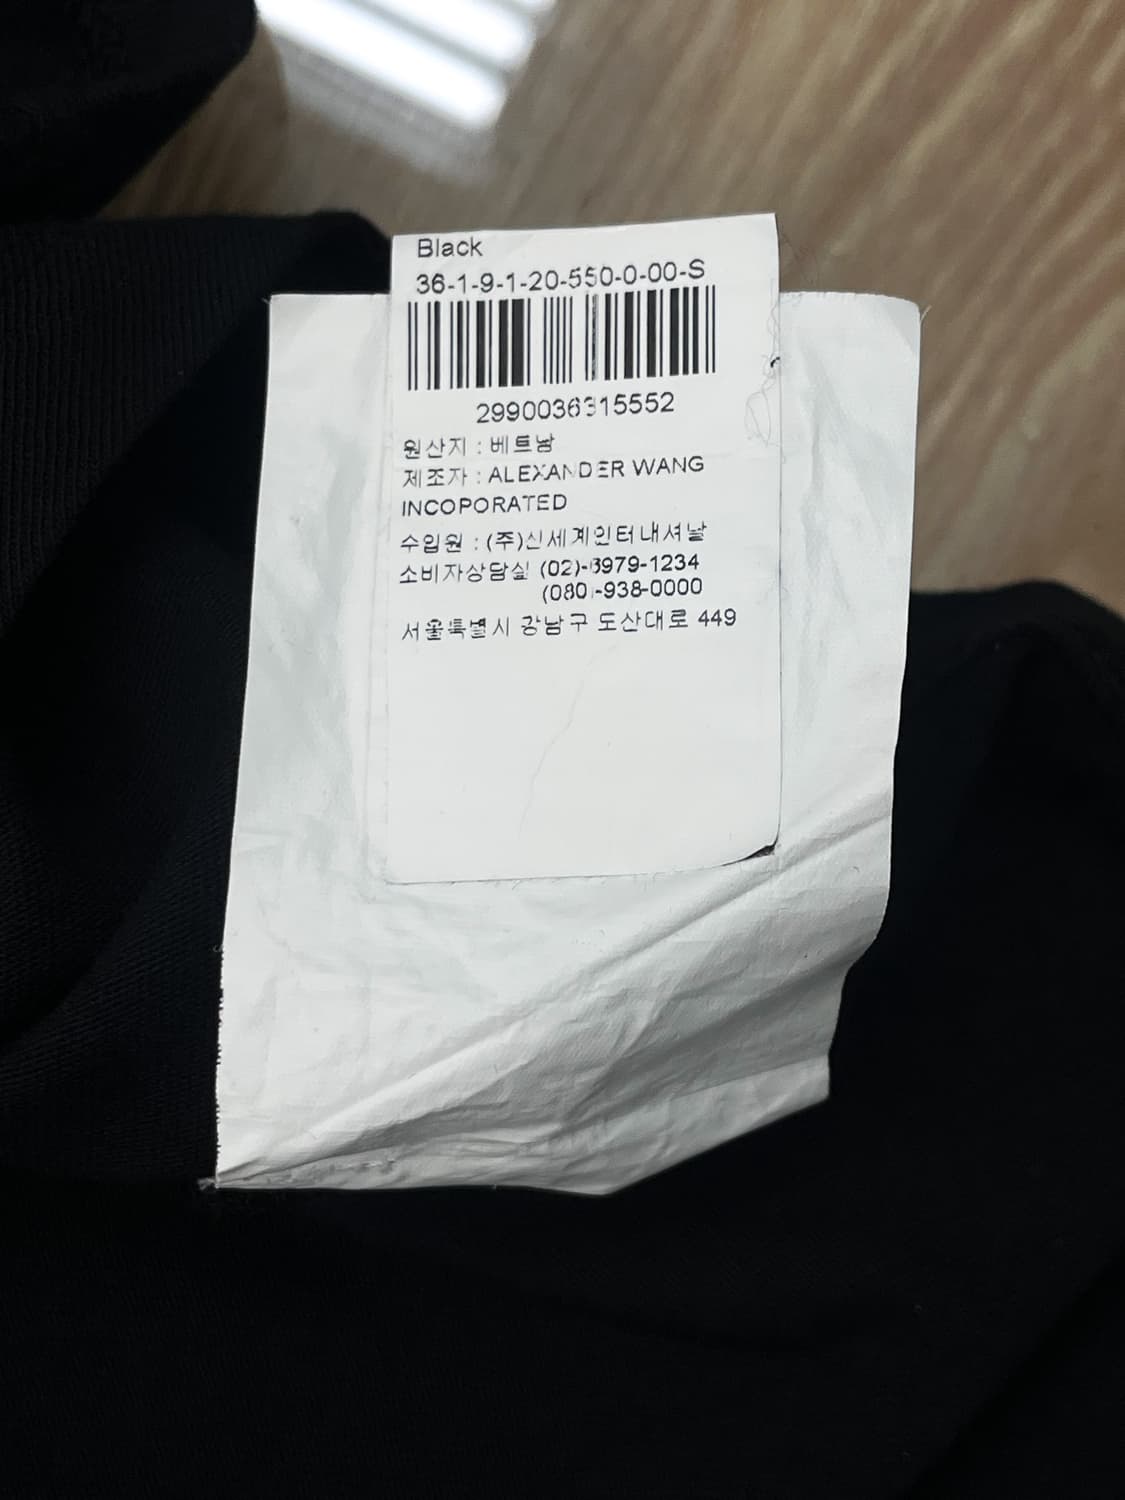 Black
36-1-9-1-20-550-0-00-S
2990036315552
원산지 : 베트남
제조자 : ALEXANDER WANG
INCOPORATED
수입원 : (주)신세계인터내셔날
소비자상담실 (02)-6979-1234
(080)-938-0000
서울특별시 강남구 도산대로 449